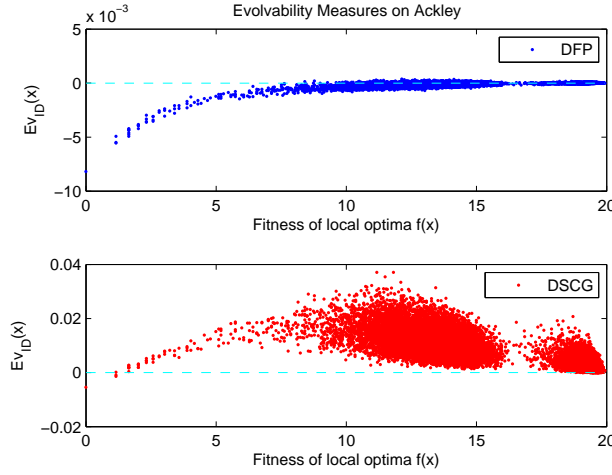 Evolvability Measures on Ackley
x 10⁻³
5
0
−5
−10
Ev_ID(x)
DFP
0 5 10 15 20
Fitness of local optima f(x)
0.04
0.02
0
−0.02
Ev_ID(x)
DSCG
0 5 10 15 20
Fitness of local optima f(x)